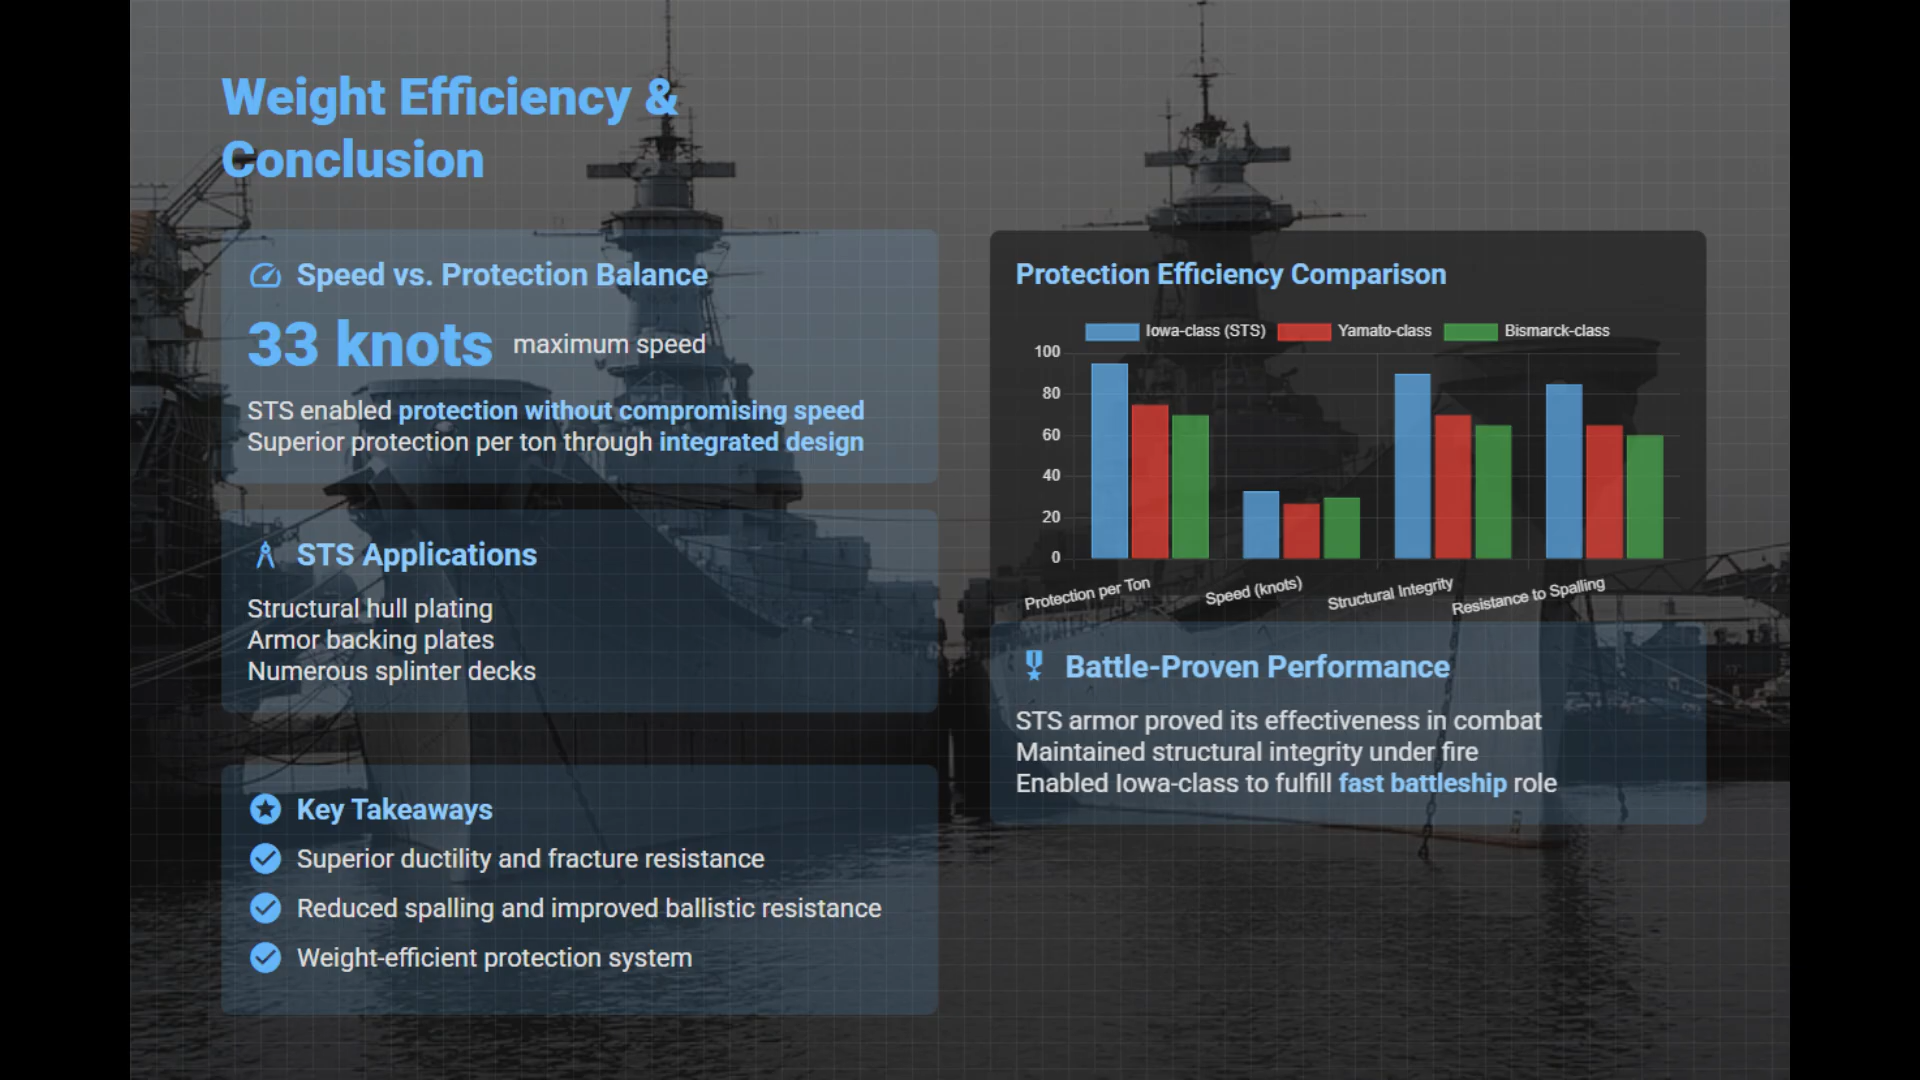 Weight Efficiency &
Conclusion
Speed vs. Protection Balance
33 knots maximum speed
STS enabled protection without compromising speed
Superior protection per ton through integrated design
STS Applications
Structural hull plating
Armor backing plates
Numerous splinter decks
Key Takeaways
Superior ductility and fracture resistance
Reduced spalling and improved ballistic resistance
Weight-efficient protection system
Protection Efficiency Comparison
Iowa-class (STS) Yamato-class Bismarck-class
100
80
60
40
20
0
Protection per Ton Speed (knots) Structural Integrity Resistance to Spalling
Battle-Proven Performance
STS armor proved its effectiveness in combat
Maintained structural integrity under fire
Enabled Iowa-class to fulfill fast battleship role